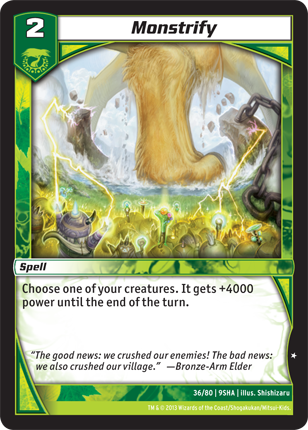 2
Monstrify
Spell
Choose one of your creatures. It gets +4000
power until the end of the turn.
"The good news: we crushed our enemies! The bad news:
we also crushed our village." —Bronze-Arm Elder
36/80 | 9SHA | illus. Shishizaru
TM & © 2013 Wizards of the Coast/Shogakukan/Mitsui-Kids.